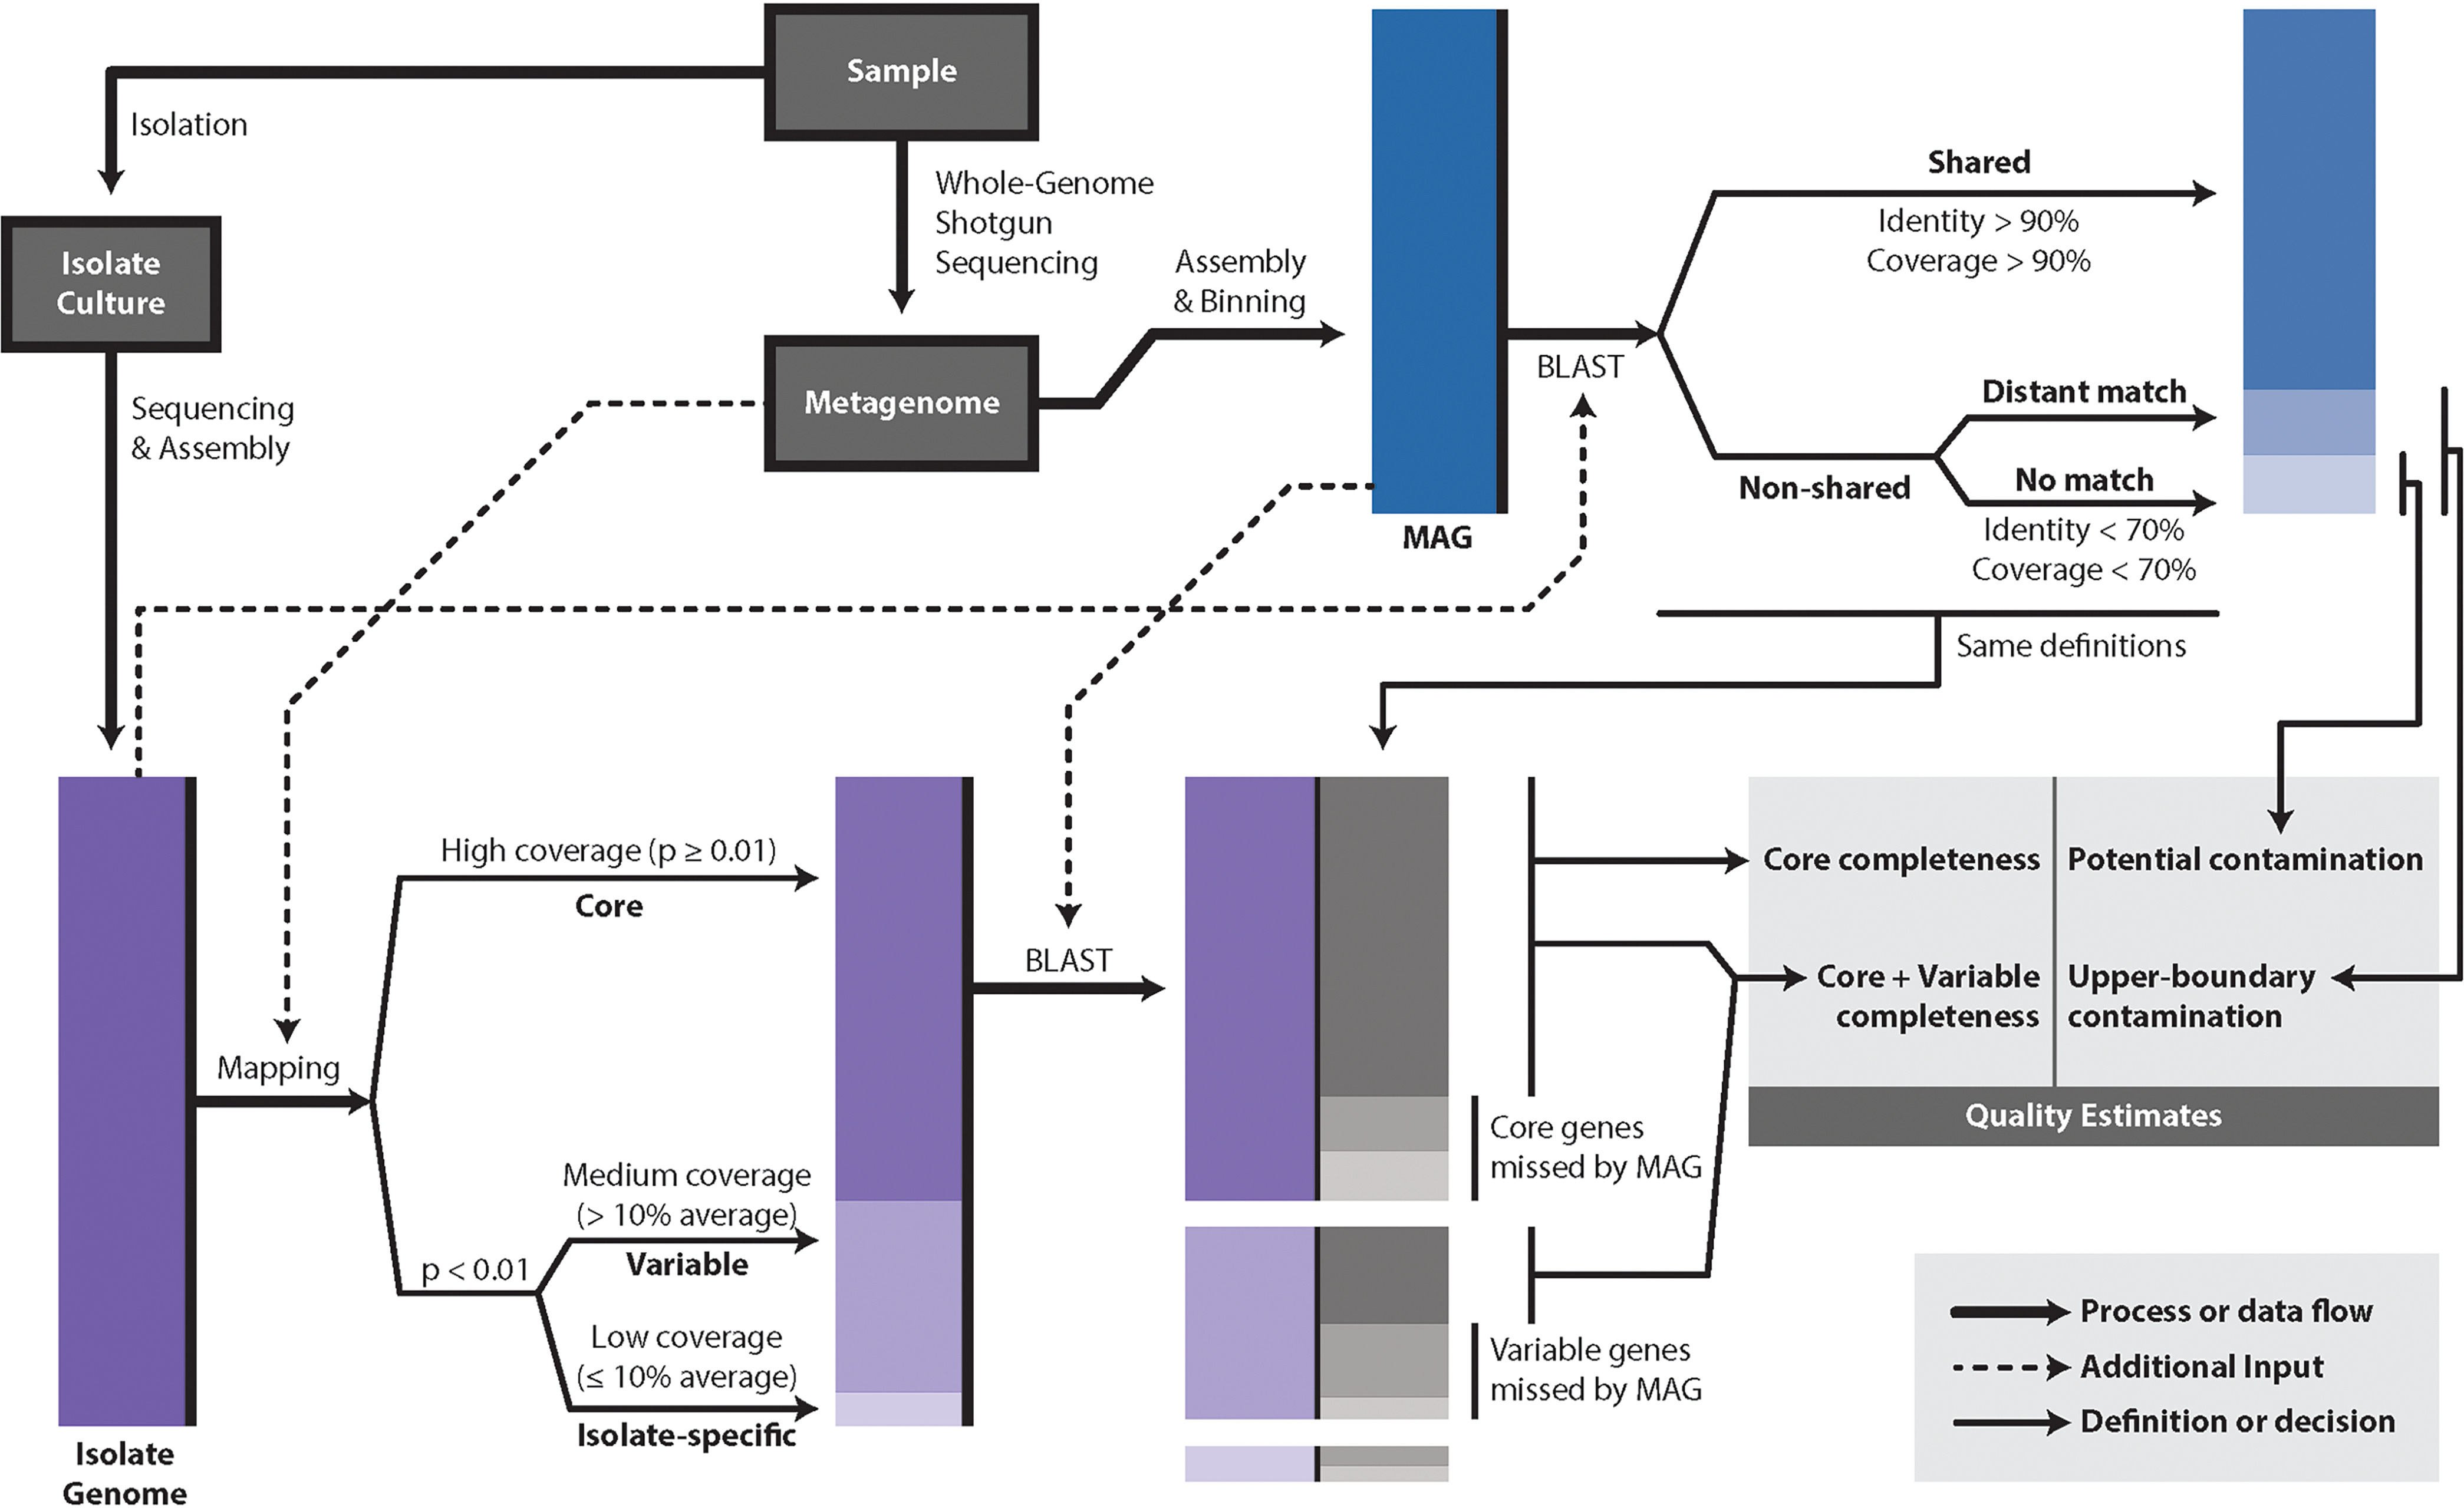 Sample
Isolation
Whole-Genome
Shotgun
Sequencing
Isolate
Culture
Sequencing
& Assembly
Metagenome
Assembly
& Binning
MAG
BLAST
Shared
Identity > 90%
Coverage > 90%
Distant match
Non-shared
No match
Identity < 70%
Coverage < 70%
Same definitions
Isolate
Genome
Mapping
High coverage (p ≥ 0.01)
Core
p < 0.01
Medium coverage
(> 10% average)
Variable
Low coverage
(≤ 10% average)
Isolate-specific
BLAST
Core genes
missed by MAG
Variable genes
missed by MAG
Core completeness
Potential contamination
Core + Variable
completeness
Upper-boundary
contamination
Quality Estimates
Process or data flow
Additional Input
Definition or decision